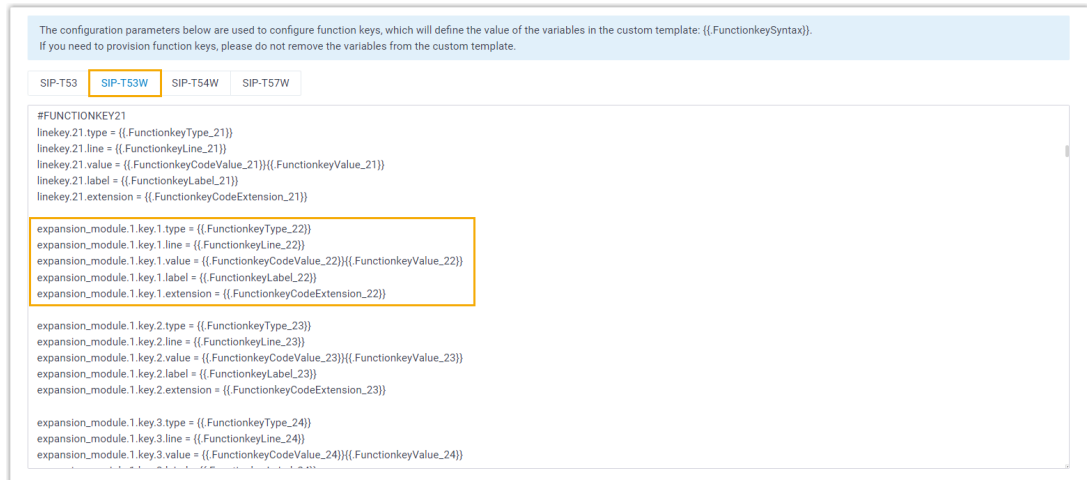 The configuration parameters below are used to configure function keys, which will define the value of the variables in the custom template: {{.FunctionkeySyntax}}.
If you need to provision function keys, please do not remove the variables from the custom template.
SIP-T53 SIP-T53W SIP-T54W SIP-T57W
#FUNCTIONKEY21
linekey.21.type = {{.FunctionkeyType_21}}
linekey.21.line = {{.FunctionkeyLine_21}}
linekey.21.value = {{.FunctionkeyCodeValue_21}}{{.FunctionkeyValue_21}}
linekey.21.label = {{.FunctionkeyLabel_21}}
linekey.21.extension = {{.FunctionkeyCodeExtension_21}}
expansion_module.1.key.1.type = {{.FunctionkeyType_22}}
expansion_module.1.key.1.line = {{.FunctionkeyLine_22}}
expansion_module.1.key.1.value = {{.FunctionkeyCodeValue_22}}{{.FunctionkeyValue_22}}
expansion_module.1.key.1.label = {{.FunctionkeyLabel_22}}
expansion_module.1.key.1.extension = {{.FunctionkeyCodeExtension_22}}
expansion_module.1.key.2.type = {{.FunctionkeyType_23}}
expansion_module.1.key.2.line = {{.FunctionkeyLine_23}}
expansion_module.1.key.2.value = {{.FunctionkeyCodeValue_23}}{{.FunctionkeyValue_23}}
expansion_module.1.key.2.label = {{.FunctionkeyLabel_23}}
expansion_module.1.key.2.extension = {{.FunctionkeyCodeExtension_23}}
expansion_module.1.key.3.type = {{.FunctionkeyType_24}}
expansion_module.1.key.3.line = {{.FunctionkeyLine_24}}
expansion_module.1.key.3.value = {{.FunctionkeyCodeValue_24}}{{.FunctionkeyValue_24}}